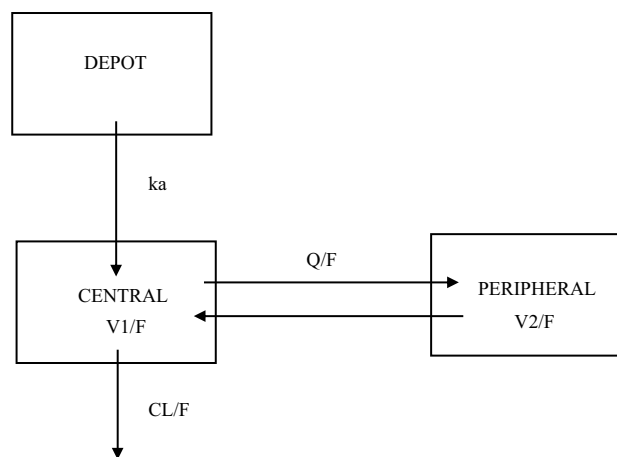 DEPOT
ka
Q/F
CENTRAL
V1/F
PERIPHERAL
V2/F
CL/F